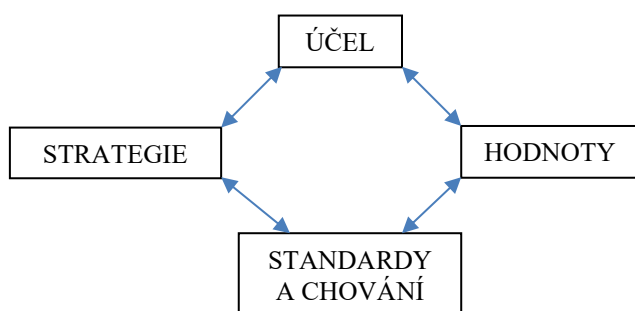 ÚČEL
STRATEGIE
HODNOTY
STANDARDY
A CHOVÁNÍ